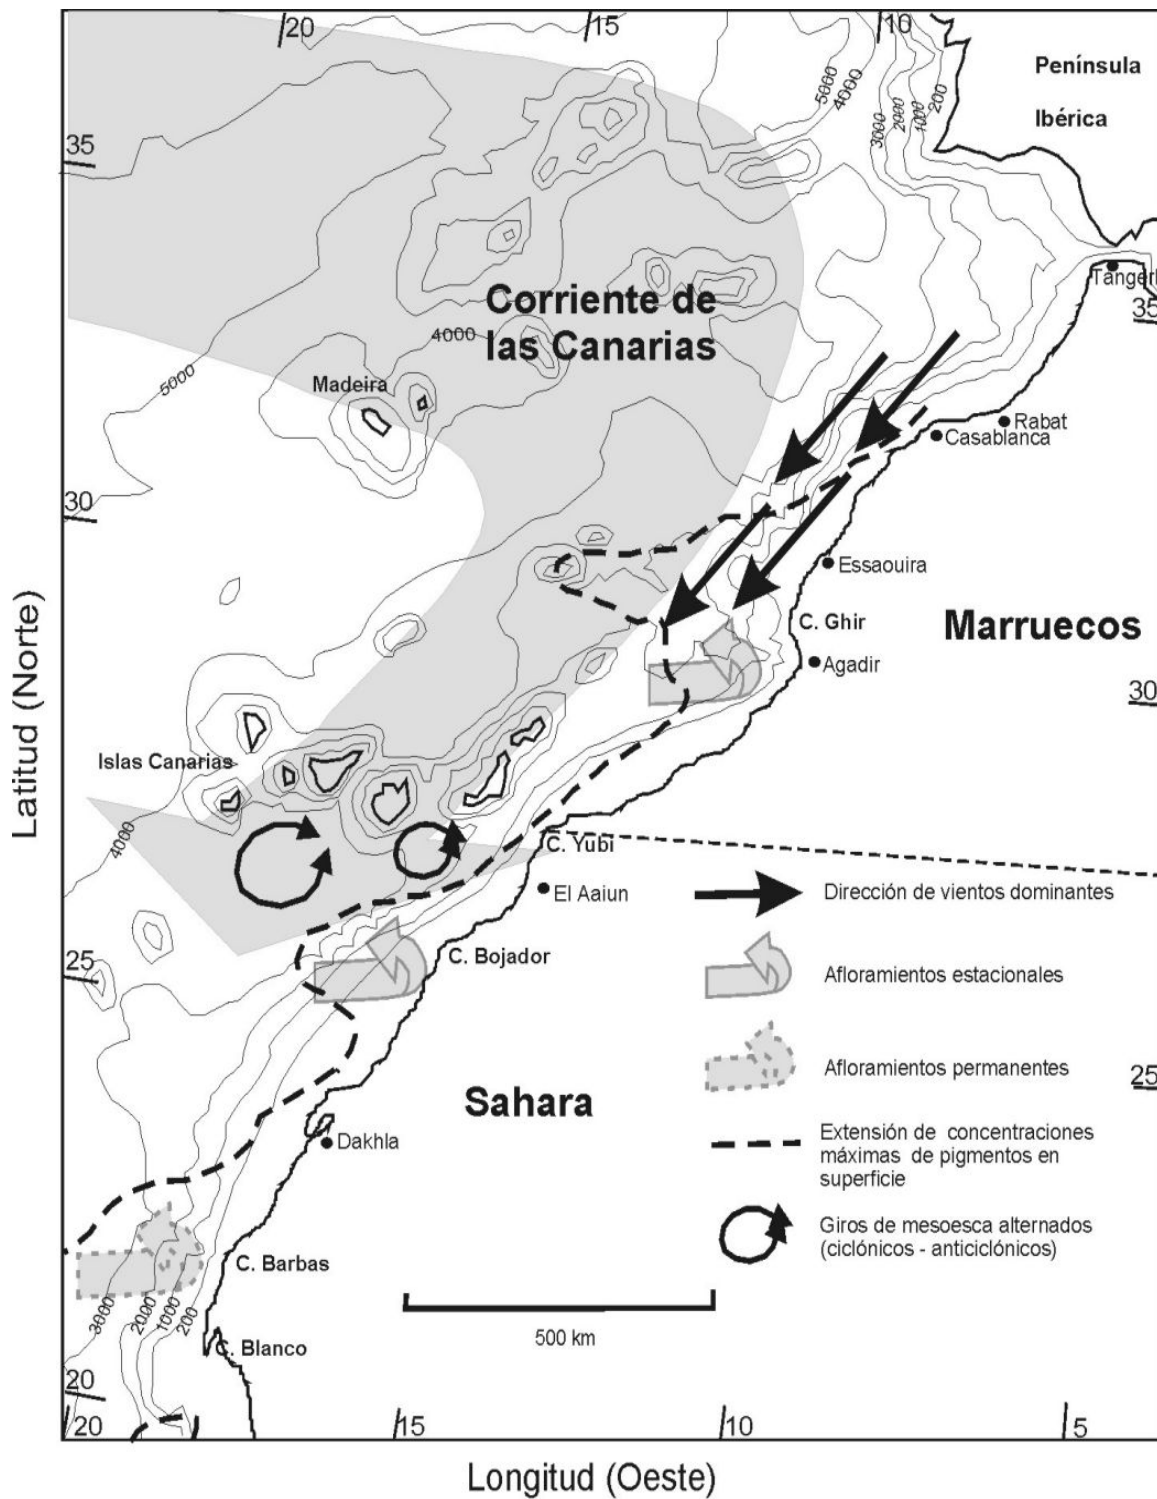 20
15
10
5000
4000
3000
2000
1000
200
Península
Ibérica
35
Tanger
35
Corriente de
las Canarias
4000
5000
Madeira
Rabat
Casablanca
30
Essaouira
C. Ghir
Marruecos
Agadir
30
Latitud (Norte)
Islas Canarias
4000
C. Yubi
El Aaiun
Dirección de vientos dominantes
C. Bojador
25
Afloramientos estacionales
Afloramientos permanentes
25
Sahara
Dakhla
Extensión de concentraciones
máximas de pigmentos en
superficie
Giros de mesoesca alternados
(ciclónicos - anticiclónicos)
C. Barbas
3000
2000
1000
200
500 km
C. Blanco
20
20
15
10
5
Longitud (Oeste)